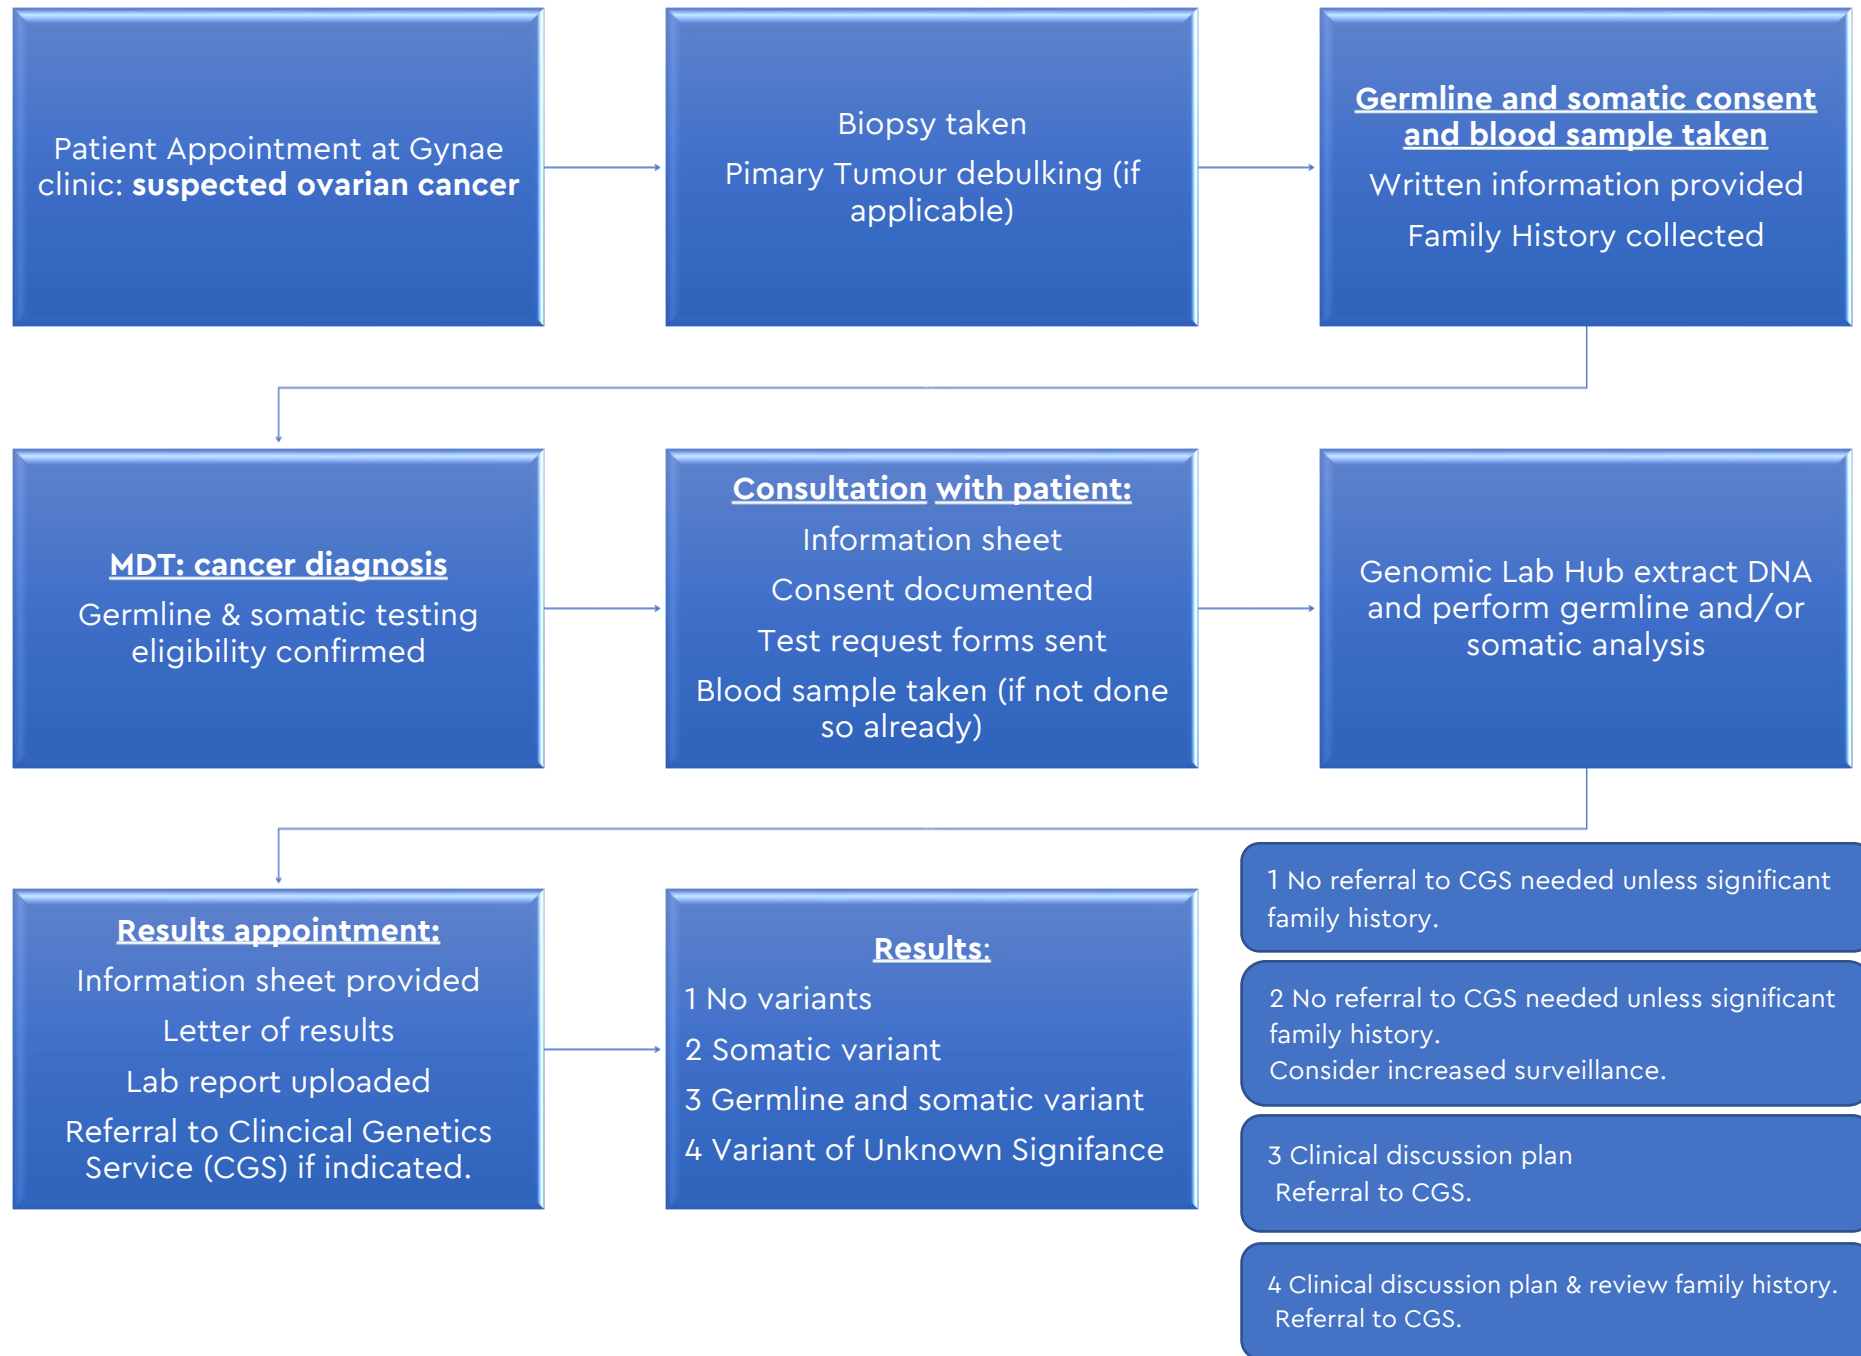 Patient Appointment at Gynae
clinic: suspected ovarian cancer
Biopsy taken
Pimary Tumour debulking (if
applicable)
Germline and somatic consent
and blood sample taken
Written information provided
Family History collected
MDT: cancer diagnosis
Germline & somatic testing
eligibility confirmed
Consultation with patient:
Information sheet
Consent documented
Test request forms sent
Blood sample taken (if not done
so already)
Genomic Lab Hub extract DNA
and perform germline and/or
somatic analysis
Results appointment:
Information sheet provided
Letter of results
Lab report uploaded
Referral to Clincical Genetics
Service (CGS) if indicated.
Results:
1 No variants
2 Somatic variant
3 Germline and somatic variant
4 Variant of Unknown Signifance
1 No referral to CGS needed unless significant
family history.
2 No referral to CGS needed unless significant
family history.
Consider increased surveillance.
3 Clinical discussion plan
Referral to CGS.
4 Clinical discussion plan & review family history.
Referral to CGS.